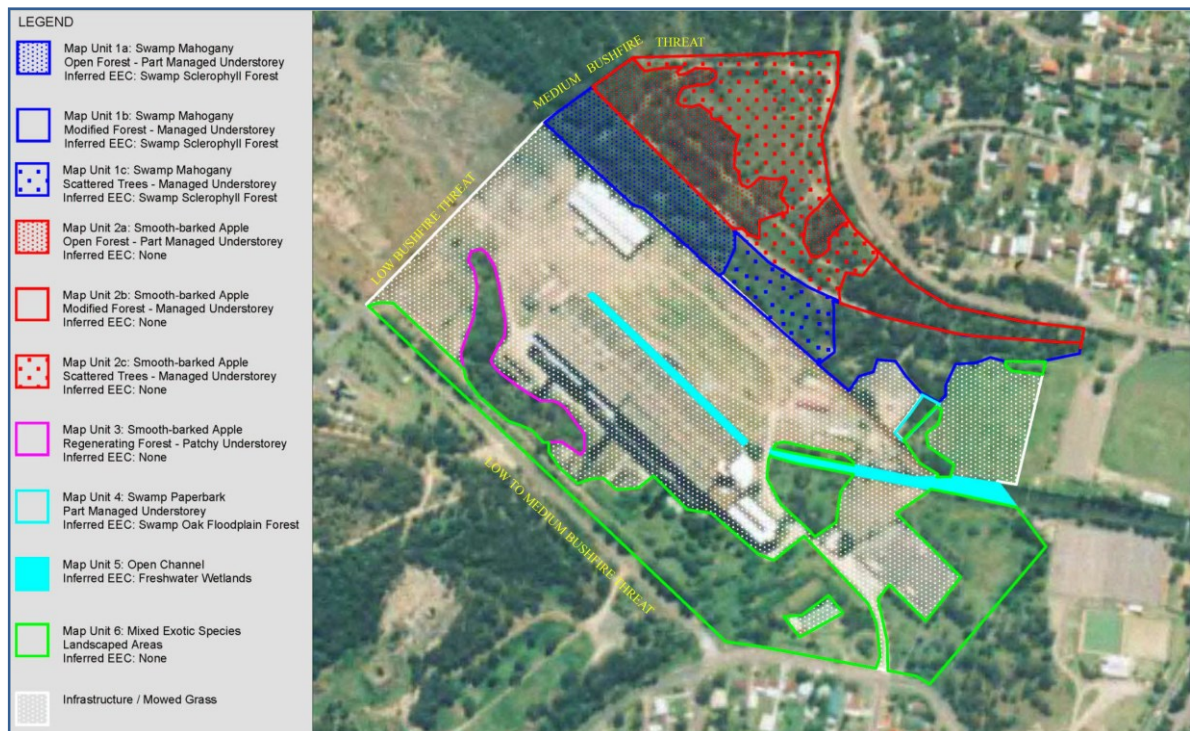 LEGEND
Map Unit 1a: Swamp Mahogany
Open Forest - Part Managed Understorey
Inferred EEC: Swamp Sclerophyll Forest
Map Unit 1b: Swamp Mahogany
Modified Forest - Managed Understorey
Inferred EEC: Swamp Sclerophyll Forest
Map Unit 1c: Swamp Mahogany
Scattered Trees - Managed Understorey
Inferred EEC: Swamp Sclerophyll Forest
Map Unit 2a: Smooth-barked Apple
Open Forest - Part Managed Understorey
Inferred EEC: None
Map Unit 2b: Smooth-barked Apple
Modified Forest - Managed Understorey
Inferred EEC: None
Map Unit 2c: Smooth-barked Apple
Scattered Trees - Managed Understorey
Inferred EEC: None
Map Unit 3: Smooth-barked Apple
Regenerating Forest - Patchy Understorey
Inferred EEC: None
Map Unit 4: Swamp Paperbark
Part Managed Understorey
Inferred EEC: Swamp Oak Floodplain Forest
Map Unit 5: Open Channel
Inferred EEC: Freshwater Wetlands
Map Unit 6: Mixed Exotic Species
Landscaped Areas
Inferred EEC: None
Infrastructure / Mowed Grass
MEDIUM BUSHFIRE THREAT
LOW BUSHFIRE THREAT
LOW TO MEDIUM BUSHFIRE THREAT